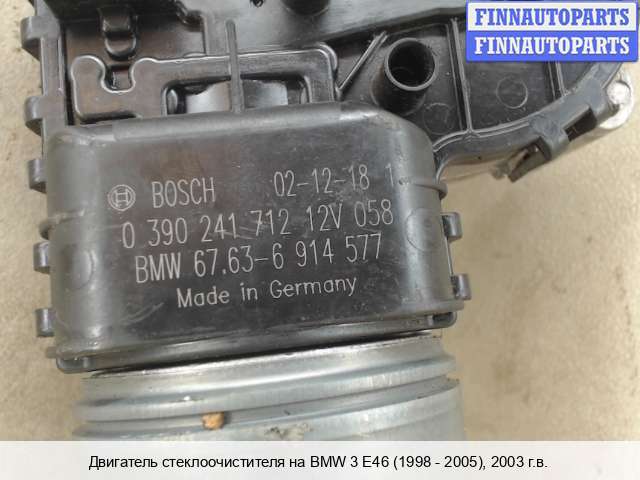 FINNAUTOPARTS
FINNAUTOPARTS
BOSCH 02-12-18 1
0 390 241 712 12V 058
BMW 67.63-6 914 577
Made in Germany
Двигатель стеклоочистителя на BMW 3 E46 (1998 - 2005), 2003 г.в.